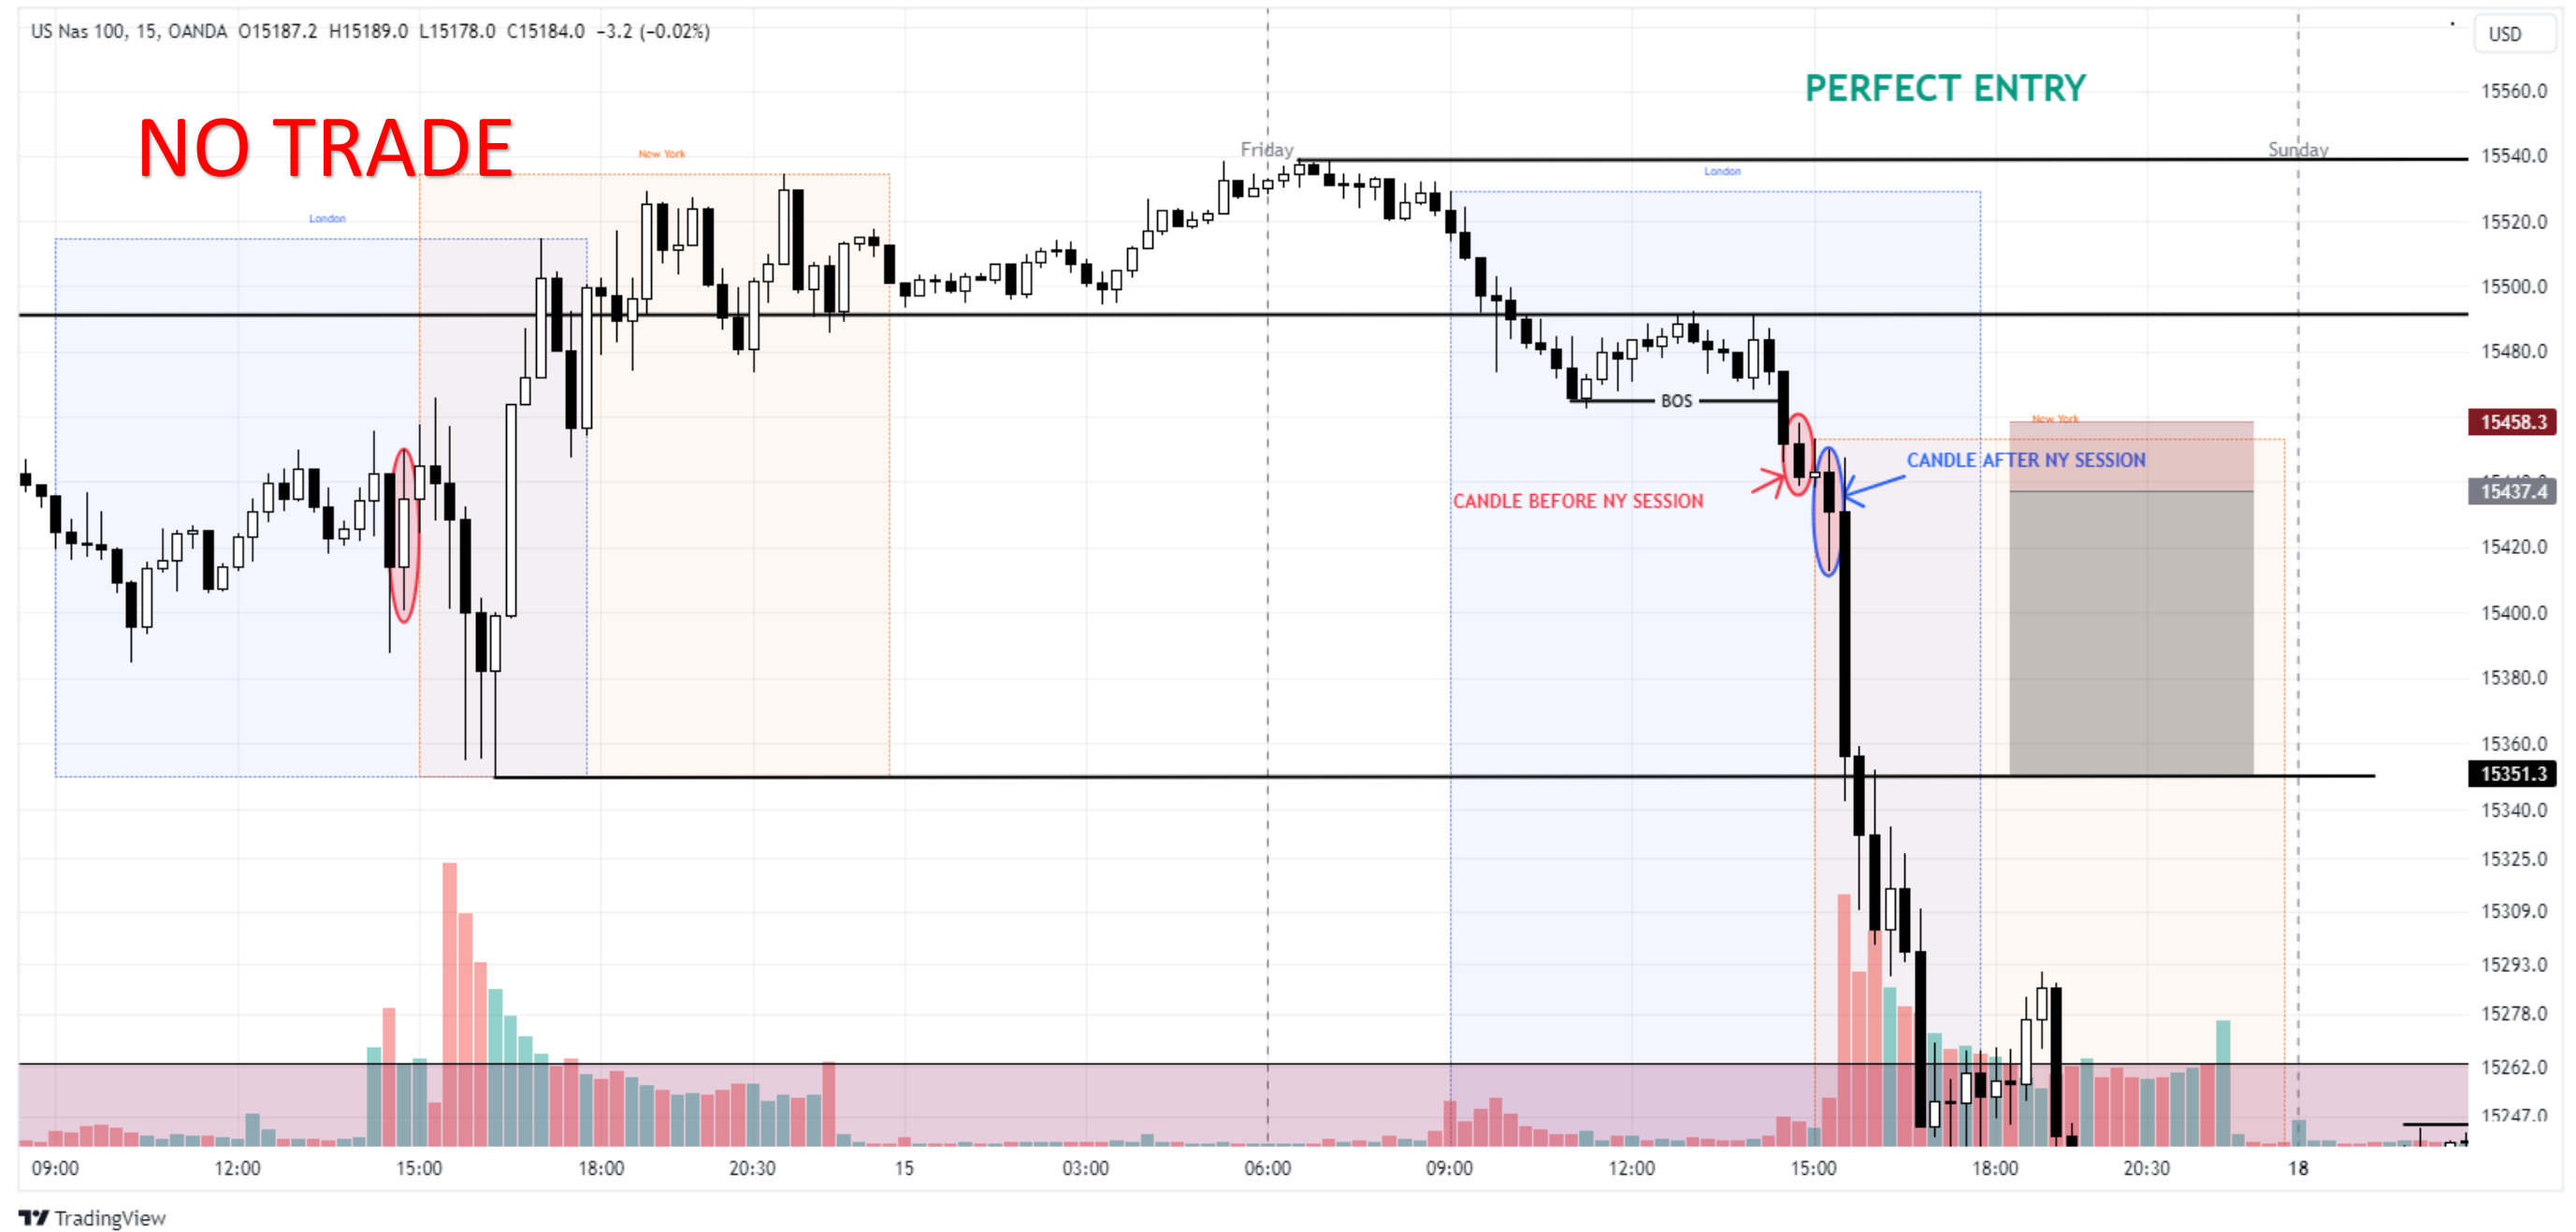 US Nas 100, 15, OANDA O15187.2 H15189.0 L15178.0 C15184.0 −3.2 (−0.02%)
USD
PERFECT ENTRY
NO TRADE
New York
London
Friday
Sunday
London
BOS
New York
CANDLE AFTER NY SESSION
CANDLE BEFORE NY SESSION
15560.0
15540.0
15520.0
15500.0
15480.0
15458.3
15437.4
15420.0
15400.0
15380.0
15360.0
15351.3
15340.0
15325.0
15309.0
15293.0
15278.0
15262.0
15247.0
09:00 12:00 15:00 18:00 20:30 15 03:00 06:00 09:00 12:00 15:00 18:00 20:30 18
TradingView